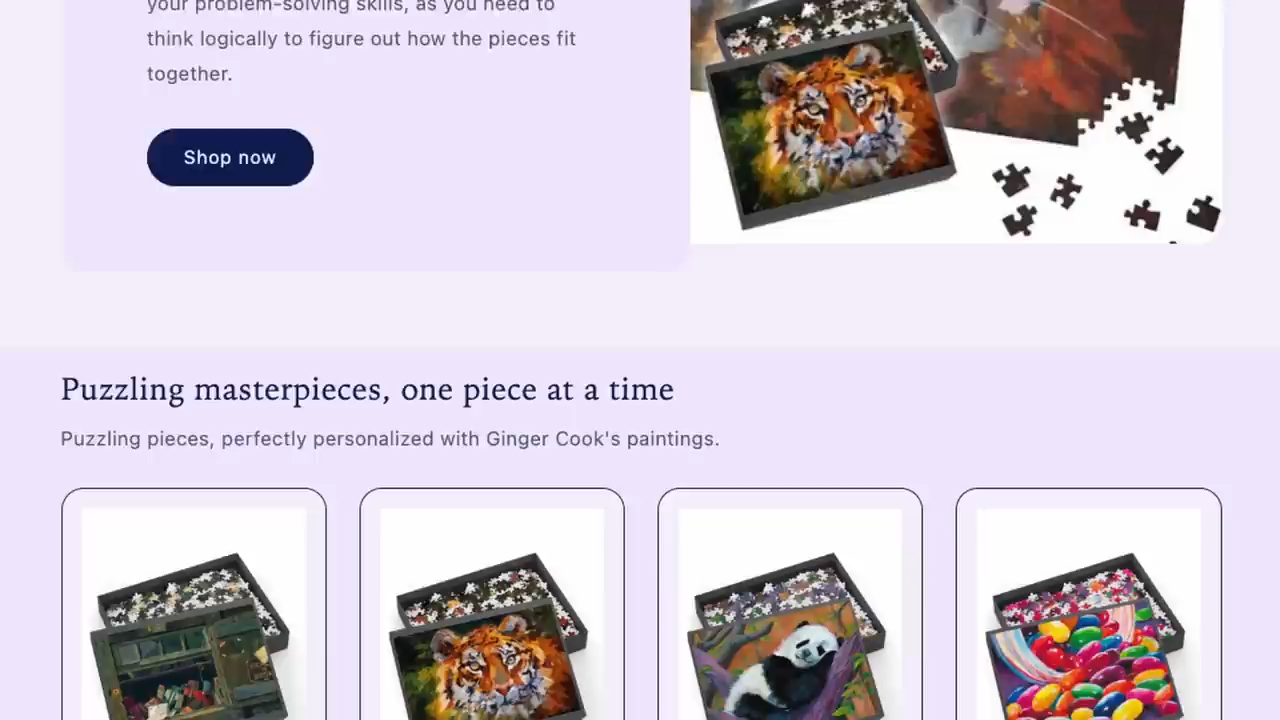 your problem-solving skills, as you need to
think logically to figure out how the pieces fit
together.
Shop now
Puzzling masterpieces, one piece at a time
Puzzling pieces, perfectly personalized with Ginger Cook's paintings.